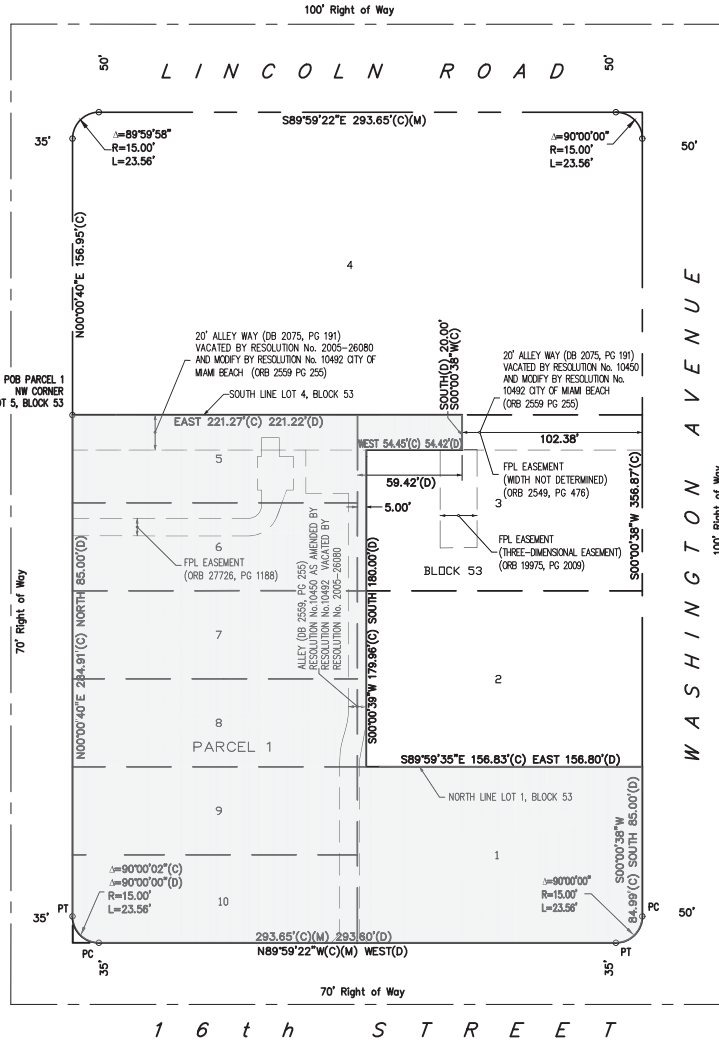 100' Right of Way
50'
50'
LINCOLN ROAD
S89°59'22"E 293.65'(C)(M)
35'
Δ=89°59'58"
R=15.00'
L=23.56'
Δ=90°00'00"
R=15.00'
L=23.56'
50'
N00°00'40"E 156.95'(C)
4
WASHINGTON AVENUE
100' Right of Way
20' ALLEY WAY (DB 2075, PG 191)
VACATED BY RESOLUTION No. 2005-26080
AND MODIFY BY RESOLUTION No. 10492 CITY OF
MIAMI BEACH (ORB 2559 PG 255)
SOUTH(D) 20.00'
S00°00'38"W(C)
20' ALLEY WAY (DB 2075, PG 191)
VACATED BY RESOLUTION No. 10450
AND MODIFY BY RESOLUTION No.
10492 CITY OF MIAMI BEACH
(ORB 2559 PG 255)
POB PARCEL 1
NW CORNER
OT 5, BLOCK 53
SOUTH LINE LOT 4, BLOCK 53
EAST 221.27'(C) 221.22'(D)
WEST 54.45'(C) 54.42'(D)
102.38'
5
59.42'(D)
FPL EASEMENT
(WIDTH NOT DETERMINED)
(ORB 2549, PG 476)
3
S00°00'38"W 356.87'(C)
5.00'
6
FPL EASEMENT
(ORB 27726, PG 1188)
FPL EASEMENT
(THREE-DIMENSIONAL EASEMENT)
(ORB 19975, PG 2009)
BLOCK 53
70' Right of Way
N00°00'40"E 284.91'(C) NORTH 85.00'(D)
ALLEY (DB 2559, PG 255)
RESOLUTION No.10450 AS AMENDED BY
RESOLUTION No.10492 VACATED BY
RESOLUTION No. 2005-26080
S00°00'39"W 179.96'(C) SOUTH 180.00'(D)
7
2
8
PARCEL 1
S89°59'35"E 156.83'(C) EAST 156.80'(D)
NORTH LINE LOT 1, BLOCK 53
9
1
S00°00'38"W
84.99'(C) SOUTH 85.00'(D)
Δ=90°00'02"(C)
Δ=90°00'00"(D)
R=15.00'
L=23.56'
10
Δ=90°00'00"
R=15.00'
L=23.56'
35'
PT
PC
50'
293.65'(C)(M) 293.60'(D)
N89°59'22"W(C)(M) WEST(D)
PC
35'
35'
PT
70' Right of Way
16th STREET